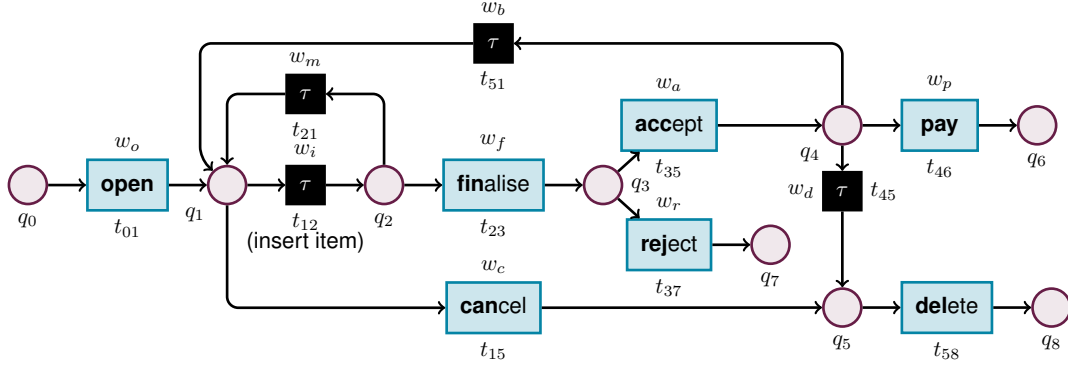 w_b
τ
t_51
w_m
τ
t_21
w_a
accept
t_35
w_p
pay
t_46
q_4
q_6
w_o
open
t_01
q_0
q_1
w_i
τ
t_12
(insert item)
q_2
w_f
finalise
t_23
q_3
w_d
τ
t_45
w_r
reject
t_37
q_7
w_c
cancel
t_15
q_5
delete
t_58
q_8